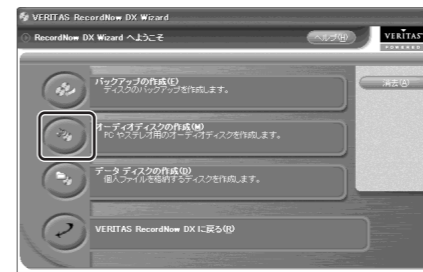 VERITAS RecordNow DX Wizard
RecordNow DX Wizard へようこそ
ヘルプ(H)
VERITAS
POWERED
バックアップの作成(E)
ディスクのバックアップを作成します。
消去(A)
オーディオディスクの作成(M)
PC やステレオ用のオーディオディスクを作成します。
データ ディスクの作成(D)
個人ファイルを格納するディスクを作成します。
VERITAS RecordNow DX に戻る(R)